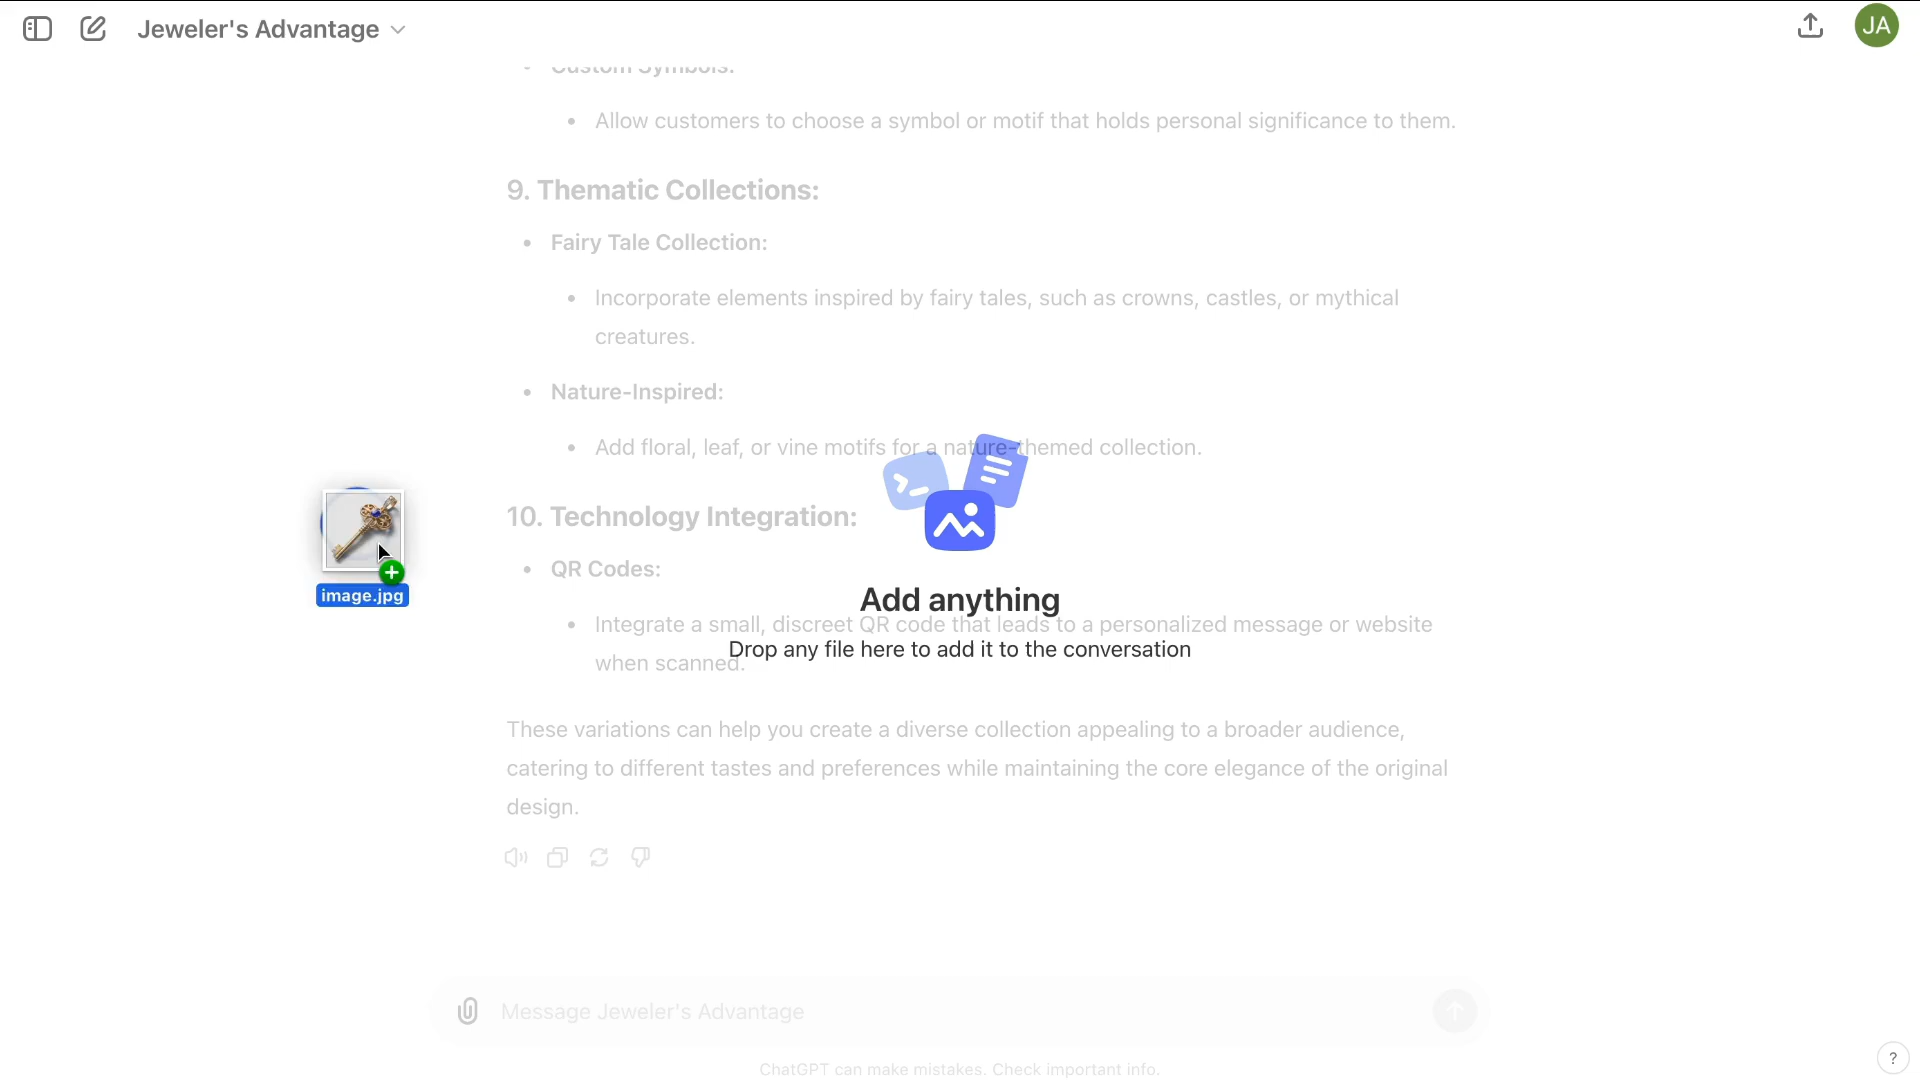 Jeweler's Advantage
JA
Custom Symbols:
Allow customers to choose a symbol or motif that holds personal significance to them.
9. Thematic Collections:
Fairy Tale Collection:
Incorporate elements inspired by fairy tales, such as crowns, castles, or mythical
creatures.
Nature-Inspired:
Add floral, leaf, or vine motifs for a nature-themed collection.
10. Technology Integration:
QR Codes:
image.jpg
Add anything
Integrate a small, discreet QR code that leads to a personalized message or website
Drop any file here to add it to the conversation
when scanned.
These variations can help you create a diverse collection appealing to a broader audience,
catering to different tastes and preferences while maintaining the core elegance of the original
design.
Message Jeweler's Advantage
ChatGPT can make mistakes. Check important info.
?